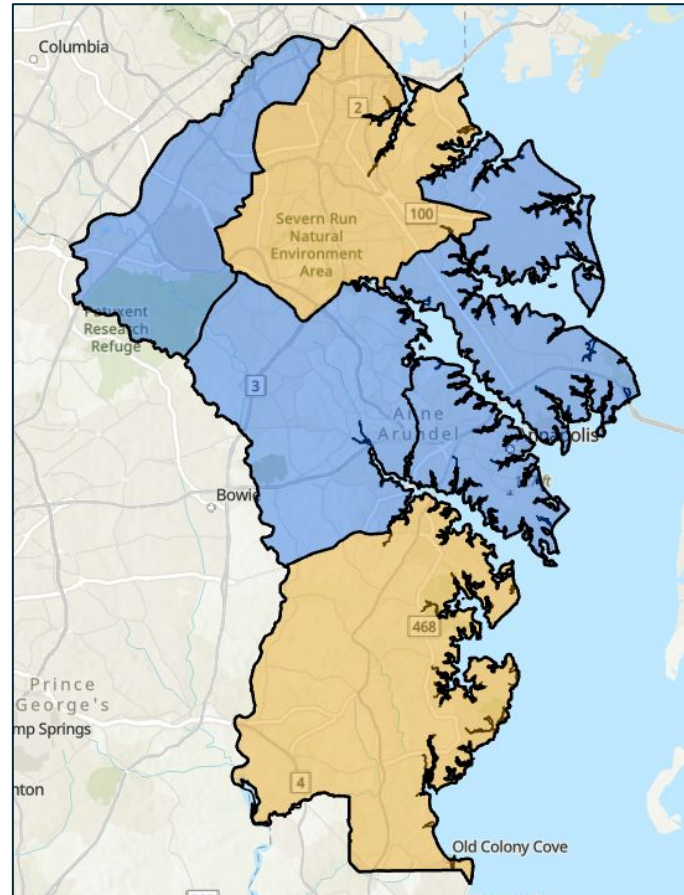 Columbia
2
100
Severn Run
Natural
Environment
Area
Patuxent
Research
Refuge
3
Anne
Arundel
Annapolis
Bowie
468
Prince
George's
mp Springs
4
nton
Old Colony Cove